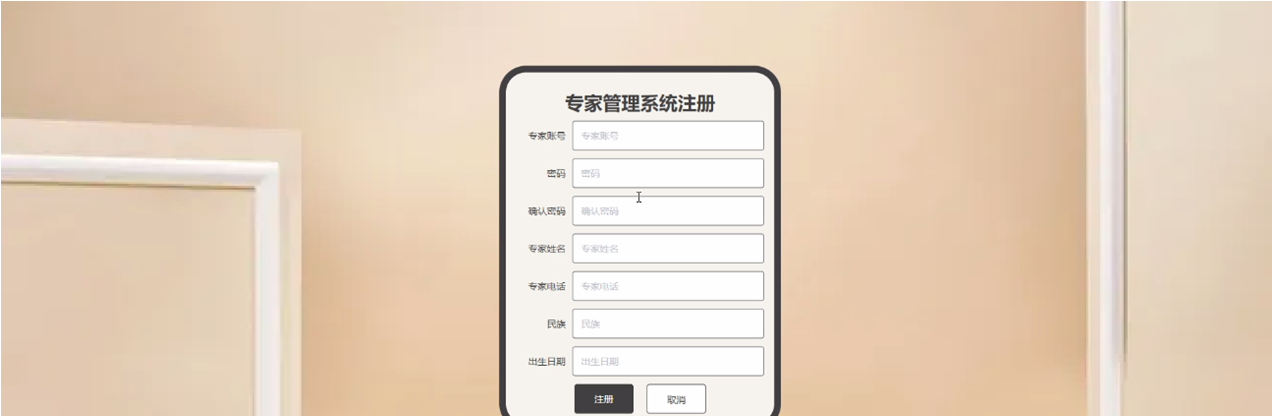 专家管理系统注册
专家账号 专家账号
密码 密码
确认密码 确认密码
专家姓名 专家姓名
专家电话 专家电话
民族 民族
出生日期 出生日期
注册 取消